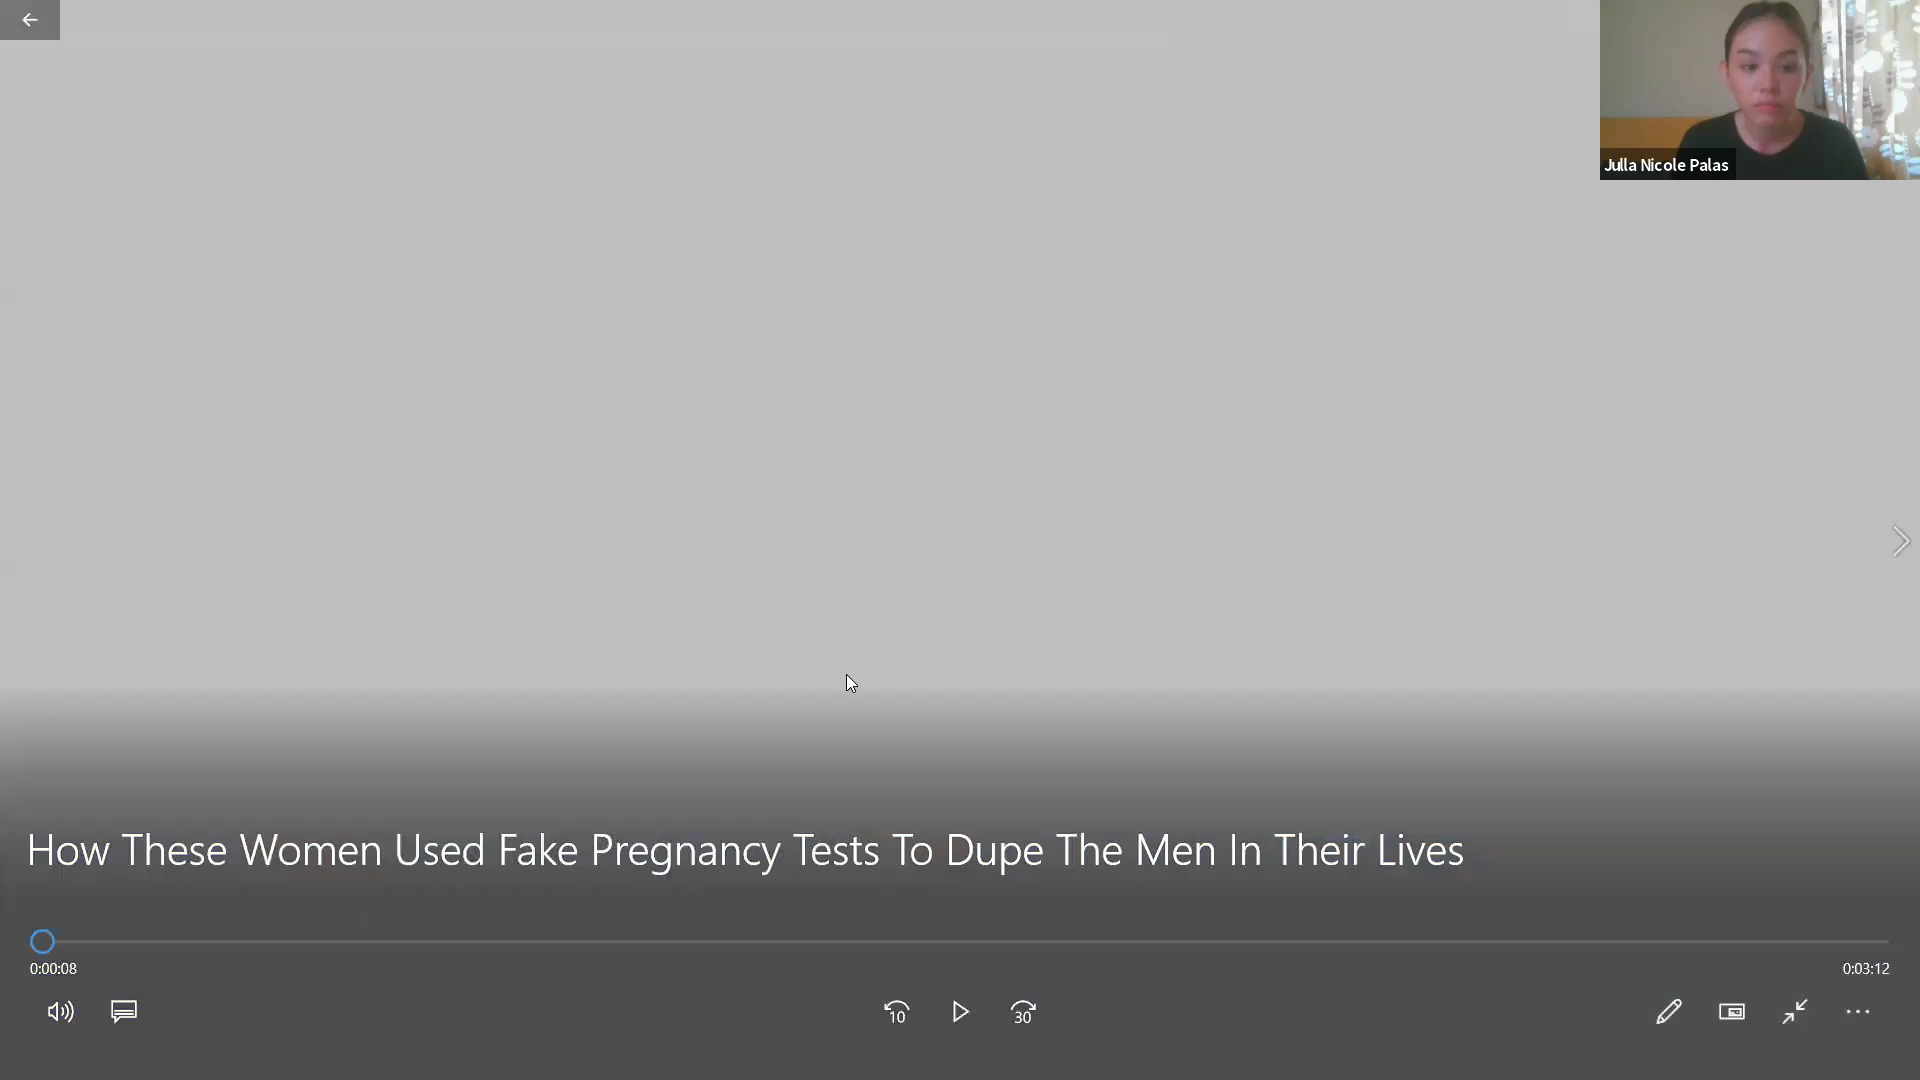 Julla Nicole Palas
How These Women Used Fake Pregnancy Tests To Dupe The Men In Their Lives
0:00:08
0:03:12
10
30